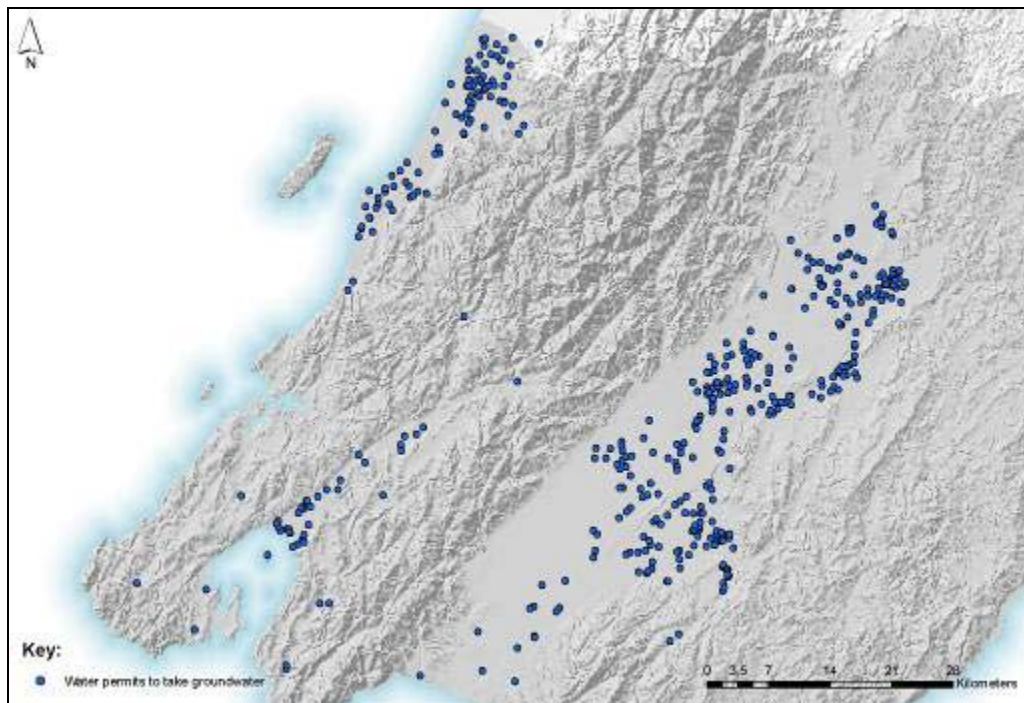 N
Key:
Water permits to take groundwater
0 3.5 7 14 21 28
Kilometers